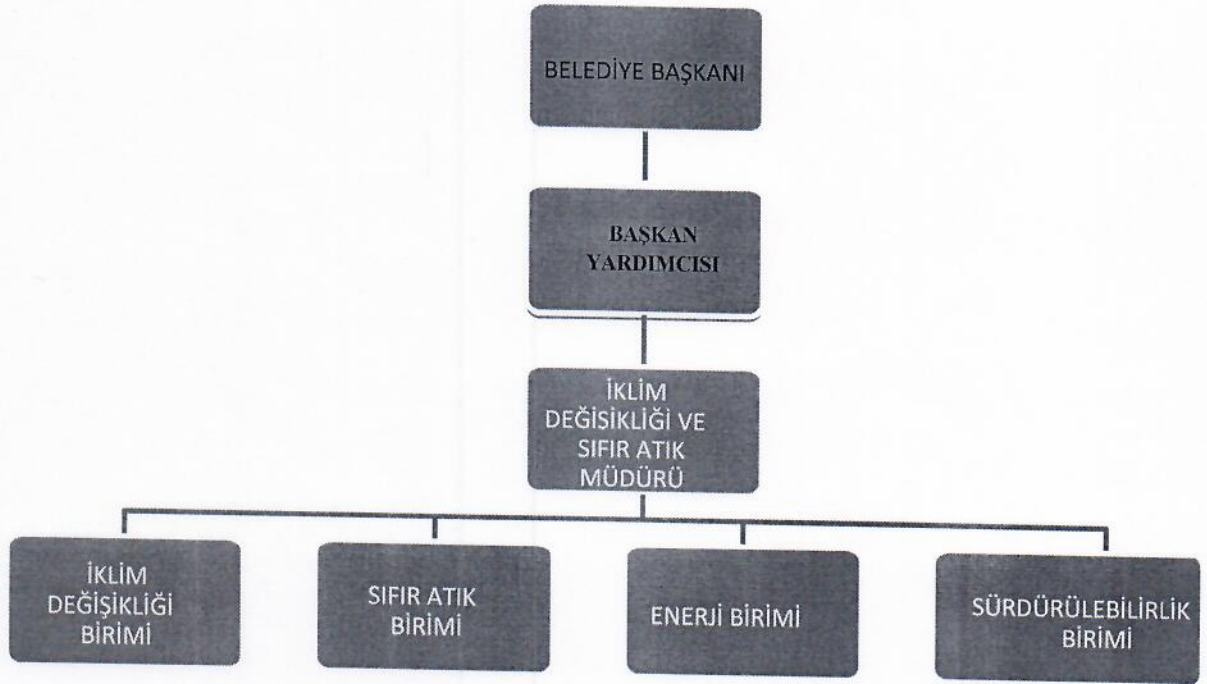 BELEDİYE BAŞKANI
BAŞKAN
YARDIMCISI
İKLİM
DEĞİŞİKLİĞİ VE
SIFIR ATIK
MÜDÜRÜ
İKLİM
DEĞİŞİKLİĞİ
BİRİMİ
SIFIR ATIK
BİRİMİ
ENERJİ BİRİMİ
SÜRDÜRÜLEBİLİRLİK
BİRİMİ